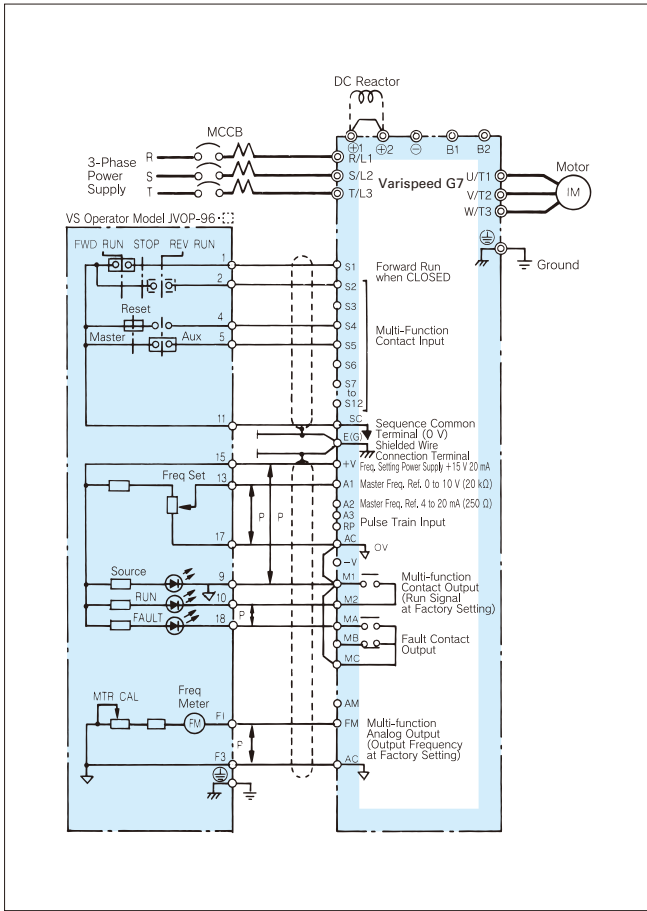 DC Reactor
MCCB
⊕1 ⊕2 ⊖ B1 B2
3-Phase
Power
Supply
R
S
T
R/L1
S/L2
T/L3
Varispeed G7
U/T1
V/T2
W/T3
Motor
IM
Ground
VS Operator Model JVOP-96·
FWD RUN STOP REV RUN
1
2
Reset
4
Master
Aux
5
11
15
Freq Set
13
17
P
P
Source
9
RUN
10
FAULT
18
P
MTR CAL
Freq
Meter
FM
F1
P
F3
S1
Forward Run
when CLOSED
S2
S3
S4
S5
S6
S7
to
S12
Multi-Function
Contact Input
SC
Sequence Common
Terminal (0 V)
E(G)
Shielded Wire
Connection Terminal
+V
Freq. Setting Power Supply +15 V 20 mA
A1
Master Freq. Ref. 0 to 10 V (20 kΩ)
A2
Master Freq. Ref. 4 to 20 mA (250 Ω)
A3
RP
Pulse Train Input
AC
0V
-V
M1
M2
Multi-function
Contact Output
(Run Signal
at Factory Setting)
MA
MB
MC
Fault Contact
Output
AM
FM
Multi-function
Analog Output
(Output Frequency
at Factory Setting)
AC